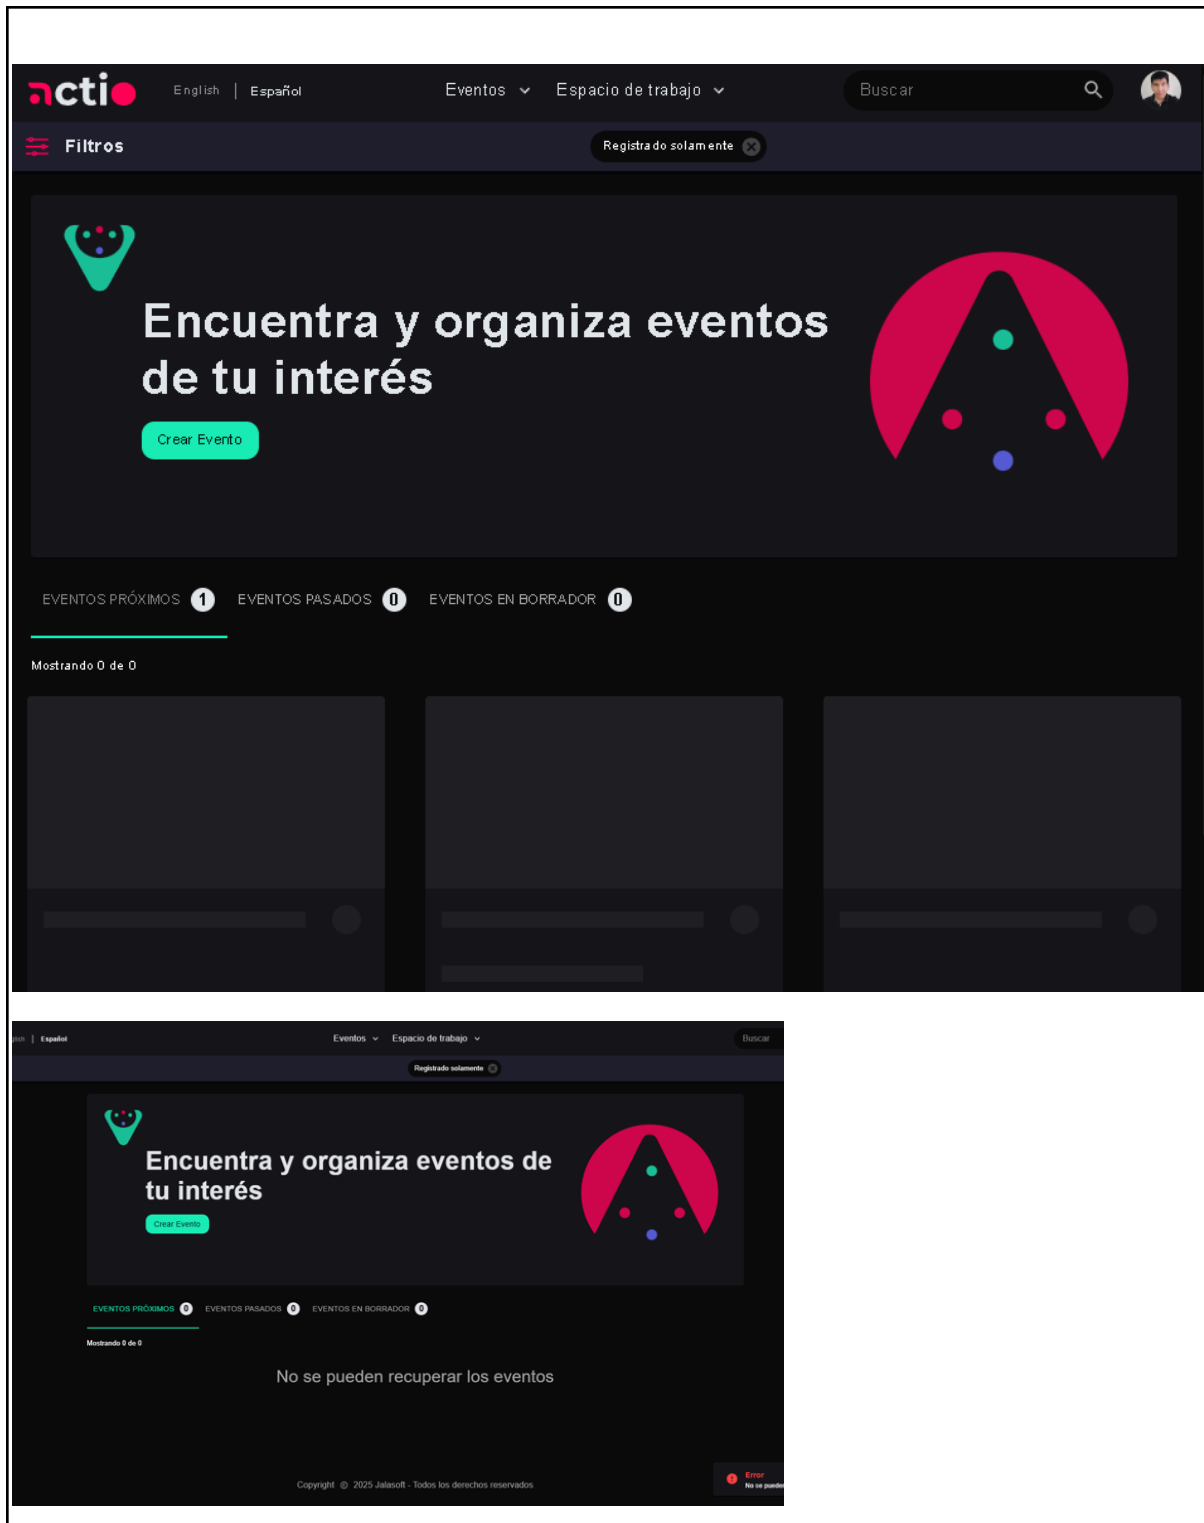 actio
English | Español
Eventos
Espacio de trabajo
Buscar
Filtros
Registrado solamente
Encuentra y organiza eventos
de tu interés
Crear Evento
EVENTOS PRÓXIMOS 1
EVENTOS PASADOS 0
EVENTOS EN BORRADOR 0
Mostrando 0 de 0
| Español
Eventos
Espacio de trabajo
Buscar
Registrado solamente
Encuentra y organiza eventos de
tu interés
Crear Evento
EVENTOS PRÓXIMOS 0
EVENTOS PASADOS 0
EVENTOS EN BORRADOR 0
Mostrando 0 de 0
No se pueden recuperar los eventos
Copyright © 2025 Jalasoft - Todos los derechos reservados
Error
No se pueden